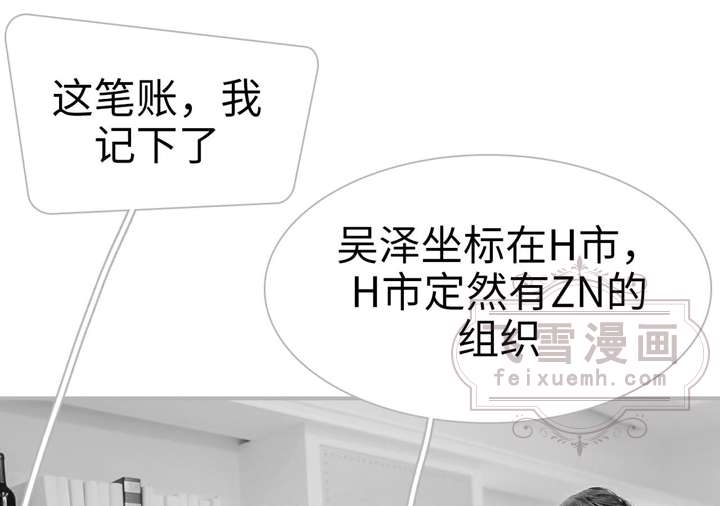 这笔账，我
记下了
吴泽坐标在H市，
H市定然有ZN的
组织
飞雪漫画
feixuemh.com